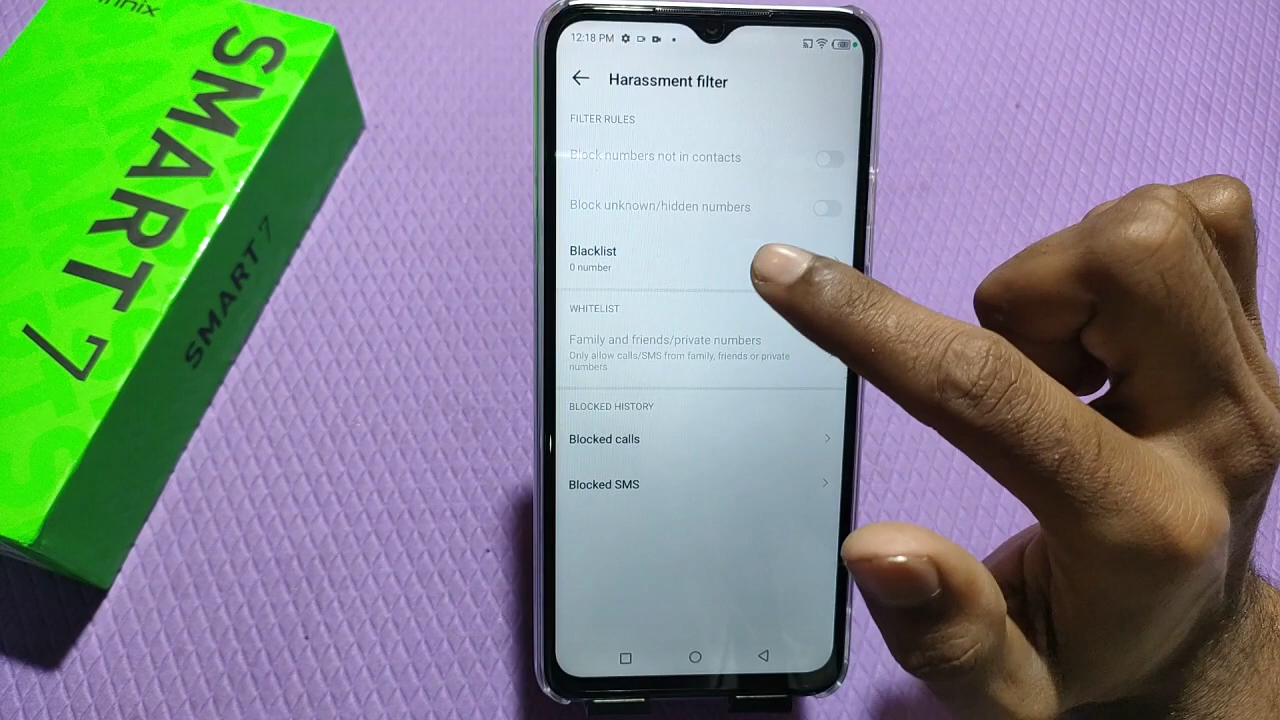 SMART 7
SMART 7
12:18 PM
Harassment filter
FILTER RULES
Block numbers not in contacts
Block unknown/hidden numbers
Blacklist
0 number
WHITELIST
Family and friends/private numbers
Only allow calls/SMS from family, friends or private
numbers
BLOCKED HISTORY
Blocked calls
Blocked SMS